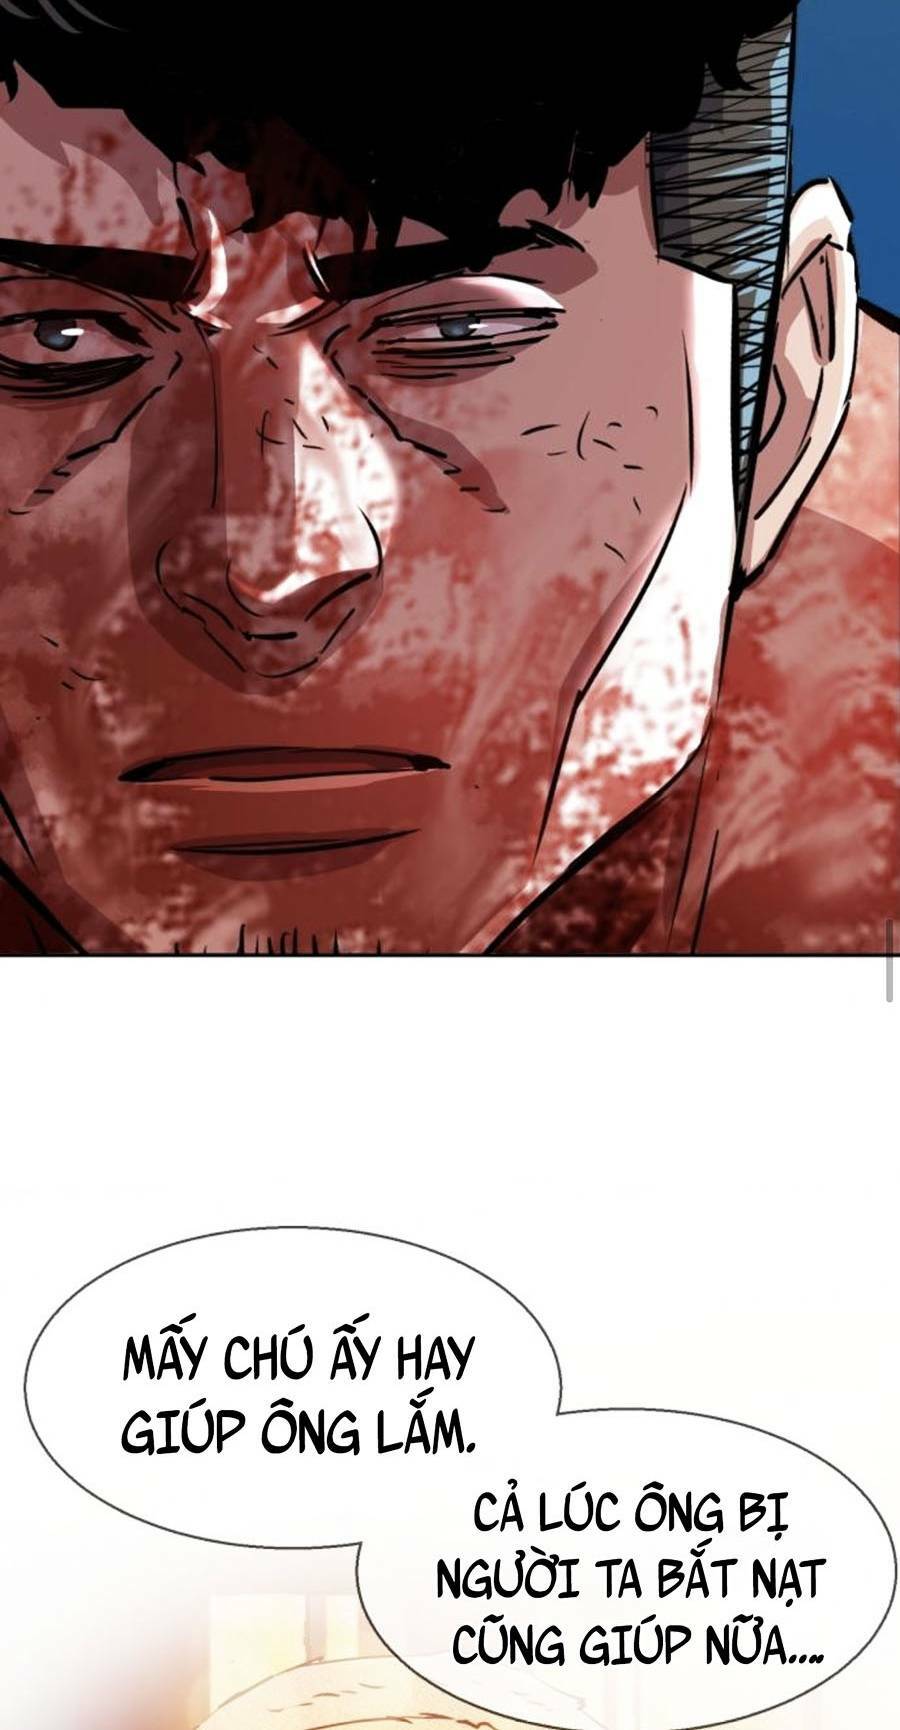 MẤY CHÚ ẤY HAY
GIÚP ÔNG LẮM.
CẢ LÚC ÔNG BỊ
NGƯỜI TA BẮT NẠT
CŨNG GIÚP NỮA....